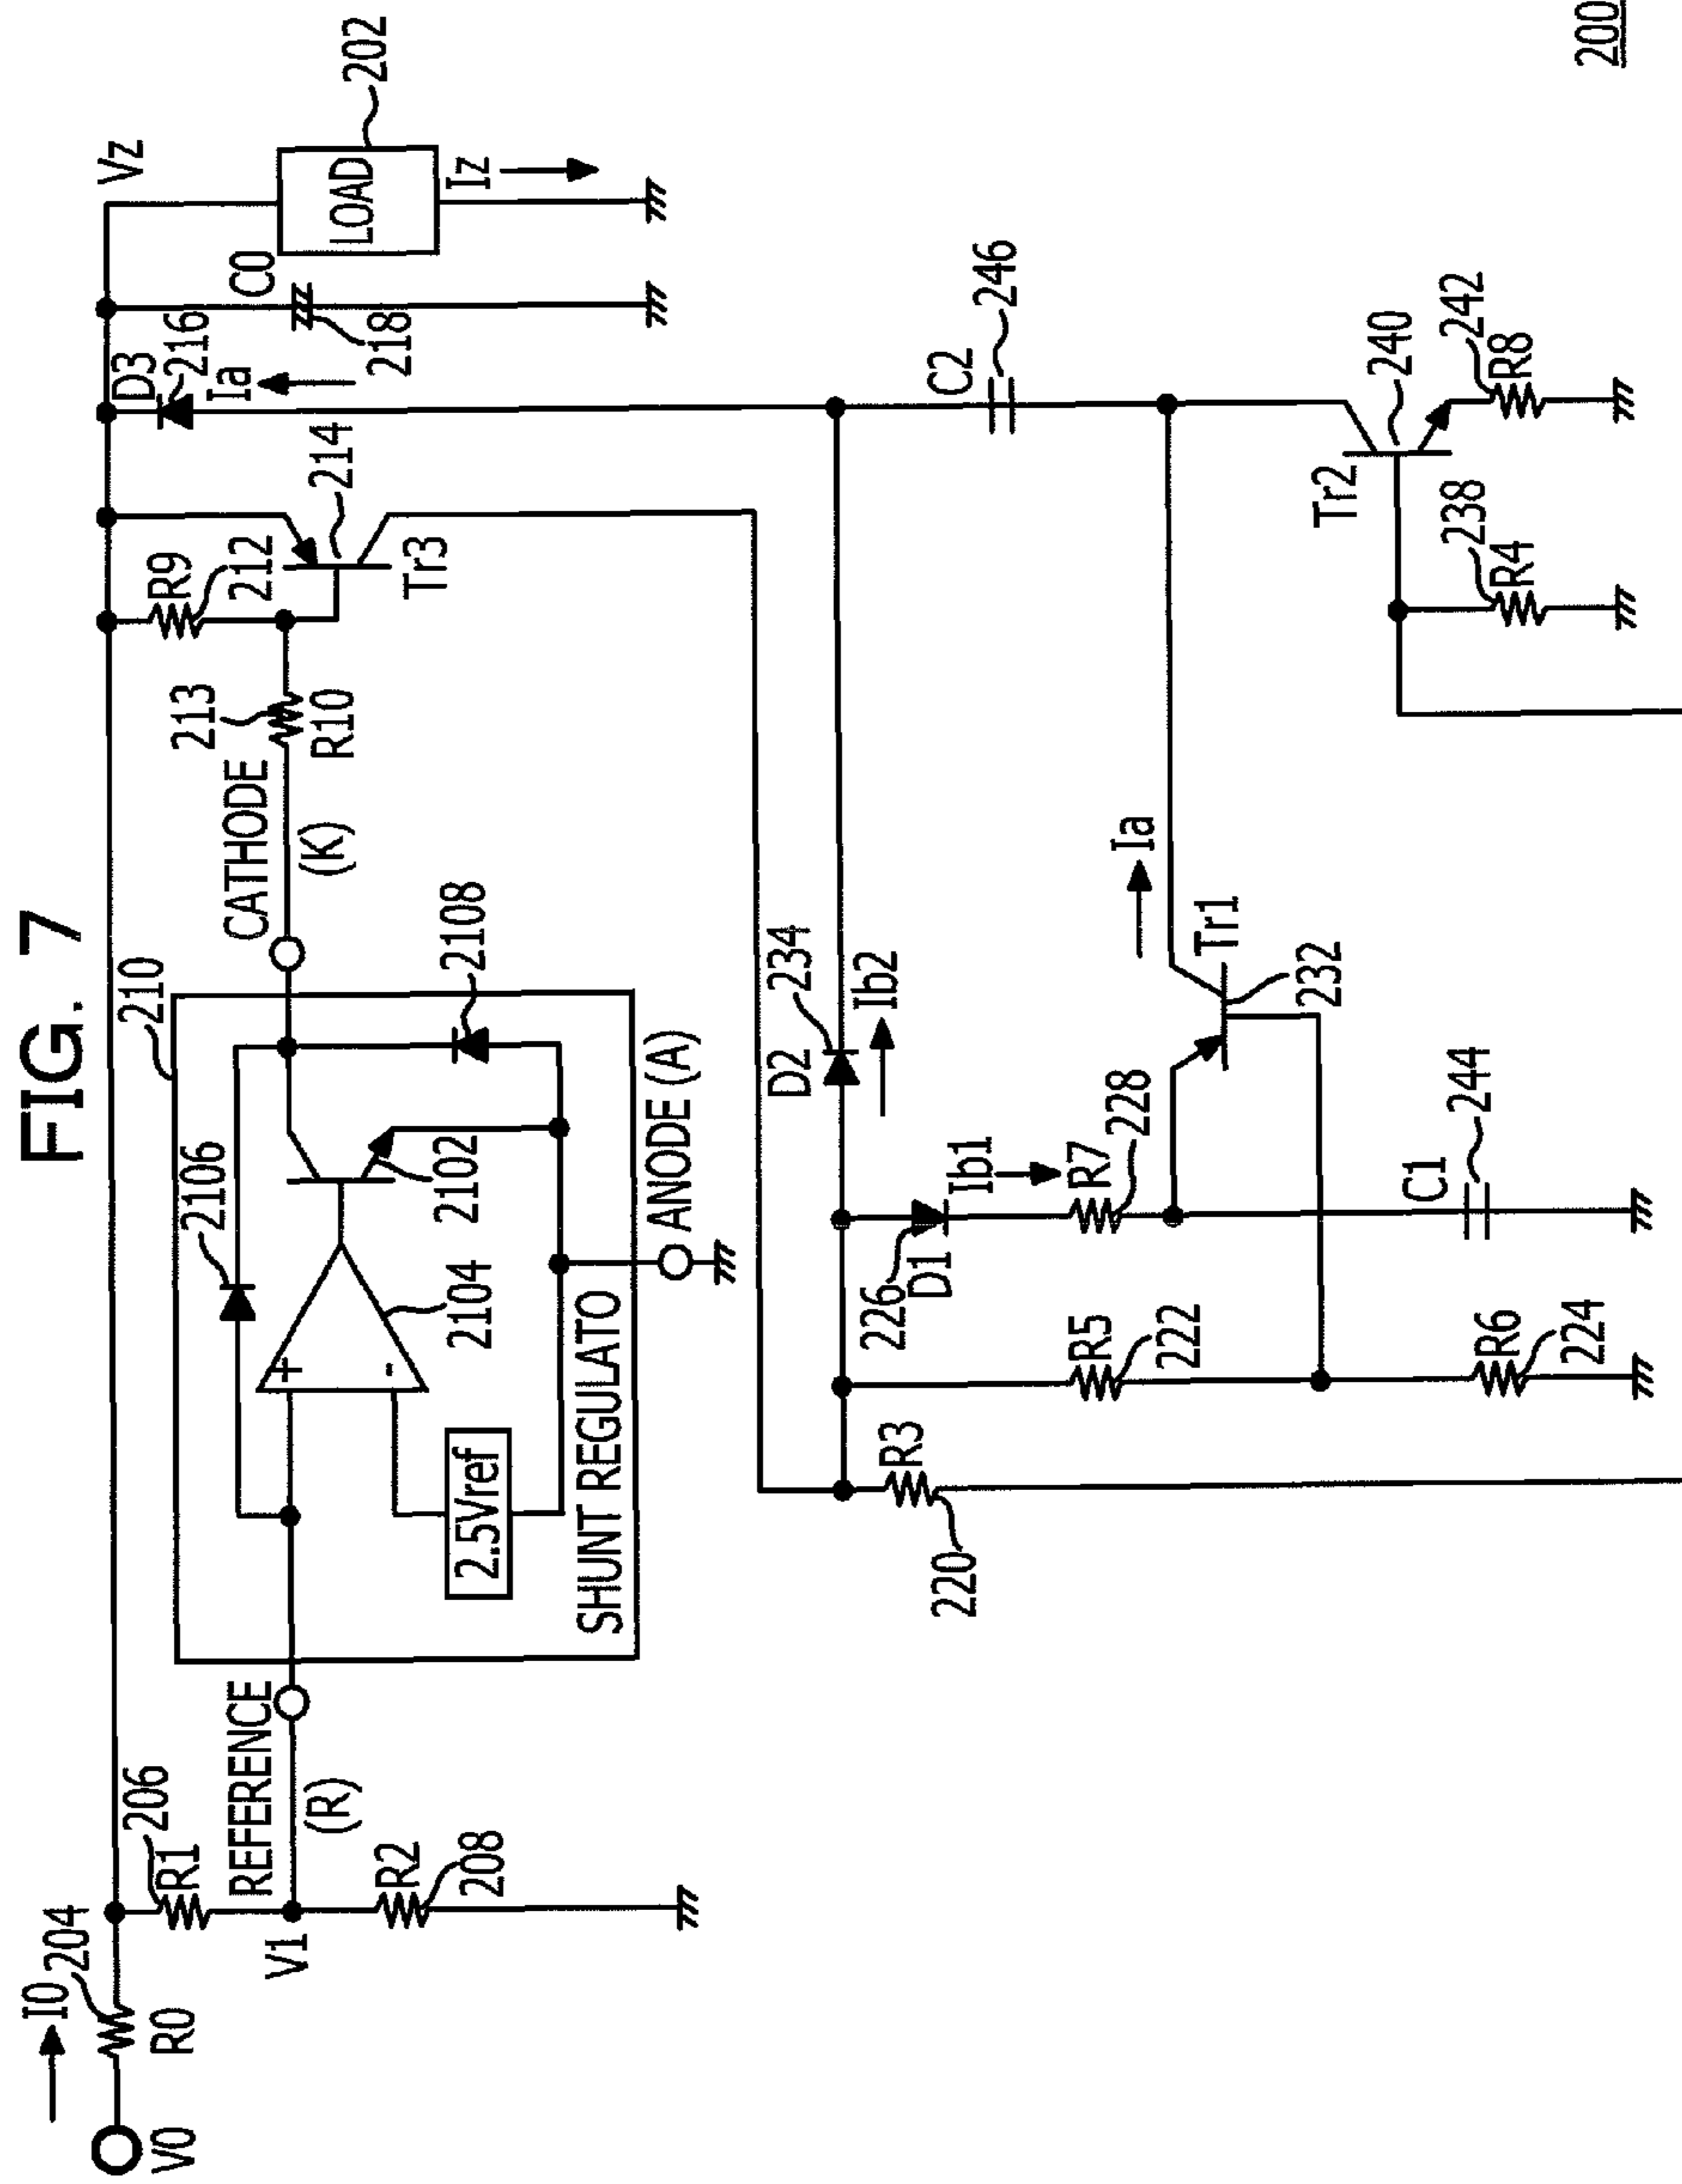 FIG. 7
V0
I0
204
R0
206
R1
V1
R2
208
REFERENCE
(R)
210
2106
+
-
2104
2.5Vref
2102
2108
SHUNT REGULATO
ANODE (A)
CATHODE
(K)
213
R10
R9
212
214
Tr3
D3
216
Ia
C0
218
Vz
LOAD
202
Iz
R3
220
R5
222
R6
224
226
D1
Ib1
R7
228
D2
234
Ib2
Ia
Tr1
232
C1
244
C2
246
Tr2
240
238
R4
242
R8
200